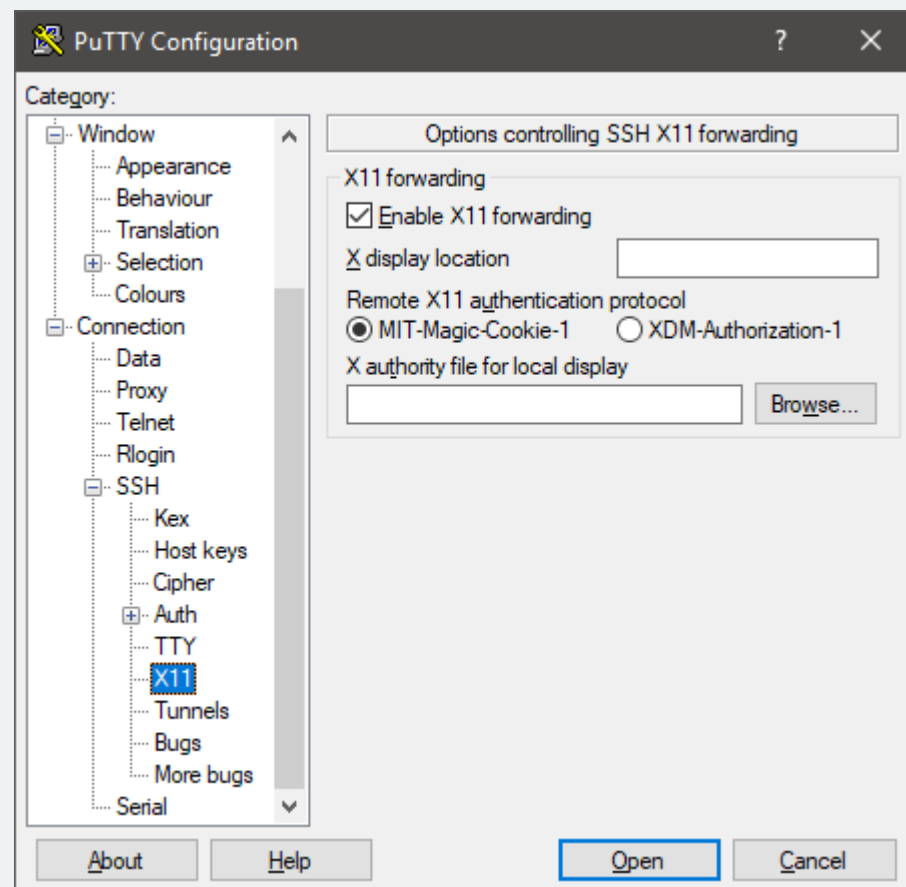 PuTTY Configuration
?
Category:
Window
Appearance
Behaviour
Translation
Selection
Colours
Connection
Data
Proxy
Telnet
Rlogin
SSH
Kex
Host keys
Cipher
Auth
TTY
X11
Tunnels
Bugs
More bugs
Serial
Options controlling SSH X11 forwarding
X11 forwarding
Enable X11 forwarding
X display location
Remote X11 authentication protocol
MIT-Magic-Cookie-1 XDM-Authorization-1
X authority file for local display
Browse...
About Help Open Cancel